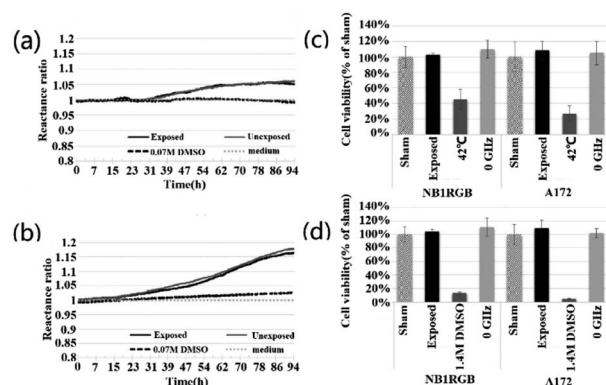 (a)
1.2
1.15
1.1
1.05
1
0.95
0.9
0.85
0.8
Reactance ratio
Exposed
Unexposed
0.07M DMSO
medium
0 7 15 23 31 39 47 54 62 70 78 86 94
Time(h)
(b)
1.2
1.15
1.1
1.05
1
0.95
0.9
0.85
0.8
Reactance ratio
Exposed
Unexposed
0.07M DMSO
medium
0 7 15 23 31 39 47 54 62 70 78 86 94
Time(h)
(c)
Cell viability(% of sham)
140%
120%
100%
80%
60%
40%
20%
0%
Sham
Exposed
42℃
0 GHz
Sham
Exposed
42℃
0 GHz
NB1RGB
A172
(d)
Cell viability(% of sham)
140%
120%
100%
80%
60%
40%
20%
0%
Sham
Exposed
1.4M DMSO
0 GHz
Sham
Exposed
1.4M DMSO
0 GHz
NB1RGB
A172